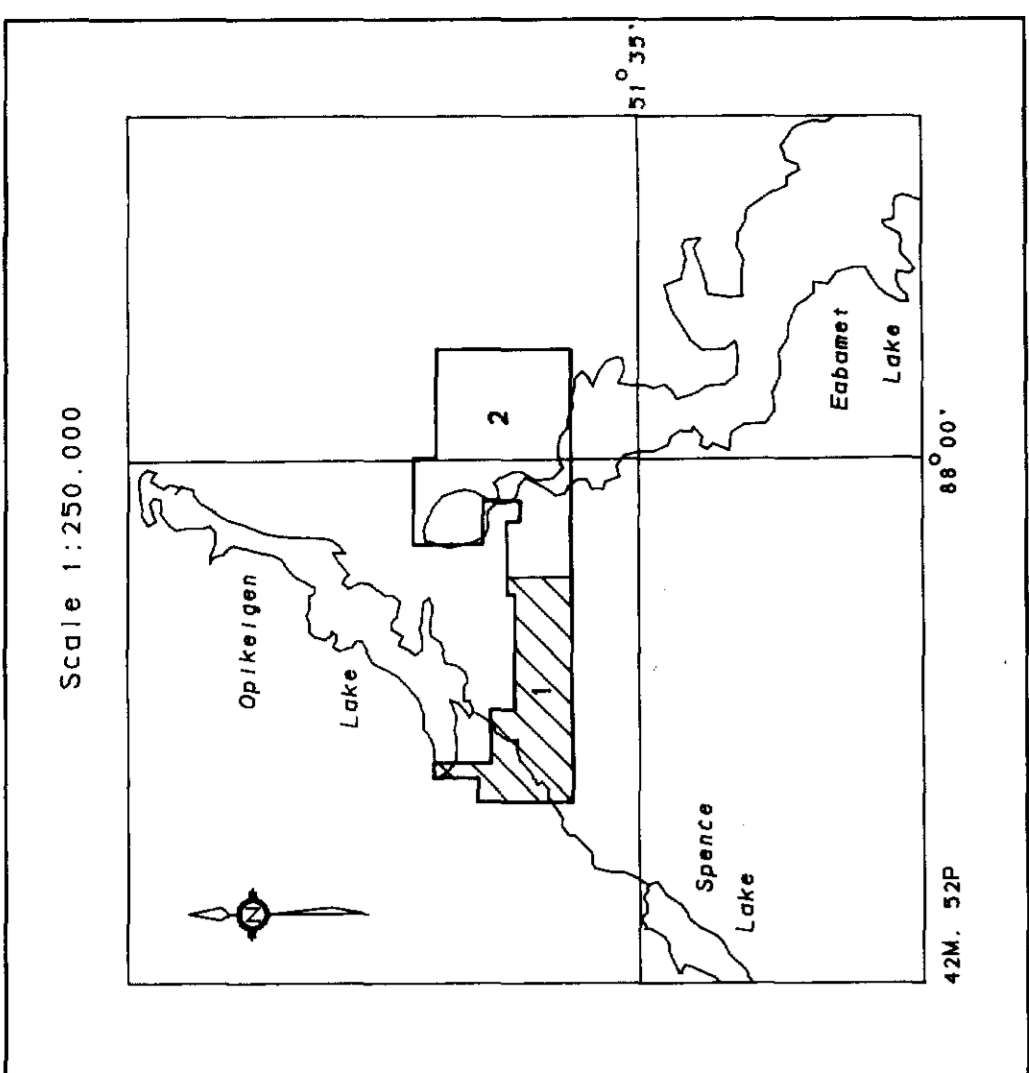 Scale 1:250.000
51° 35'
Opikeigen
Lake
N
2
1
Eabamet
Lake
88° 00'
Spence
Lake
42M. 52P